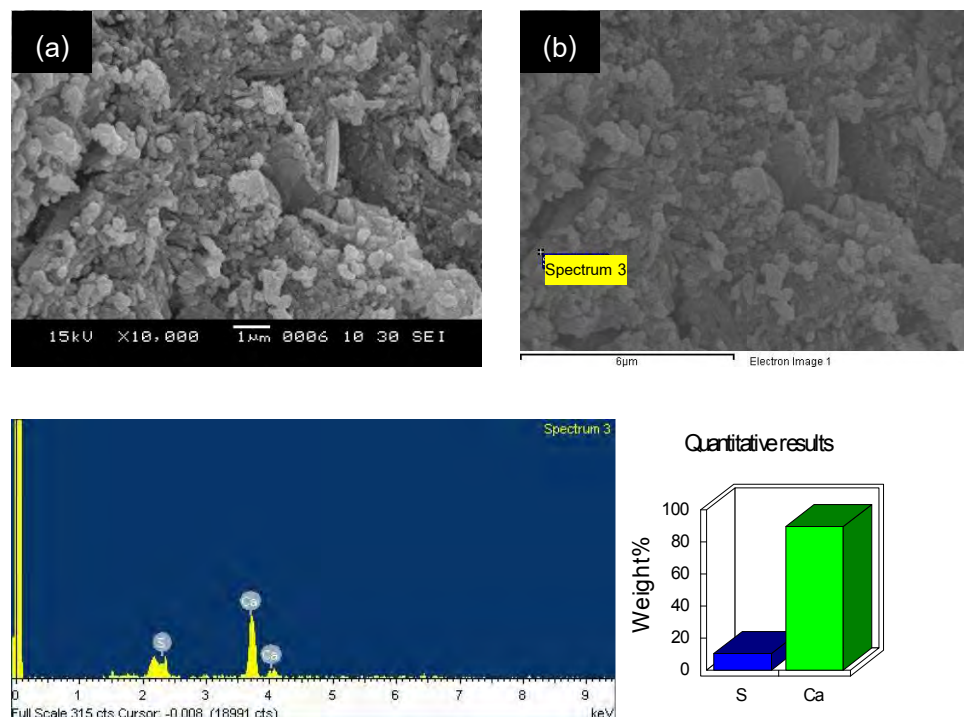 (a)
(b)
Spectrum 3
15kV X10,000 1µm 0006 10 30 SEI
6µm Electron Image 1
Spectrum 3
S
Ca
Ca
0 1 2 3 4 5 6 7 8 9
Full Scale 315 cts Cursor: -0.008 (18991 cts) keV
Quantitative results
Weight%
100
80
60
40
20
0
S Ca